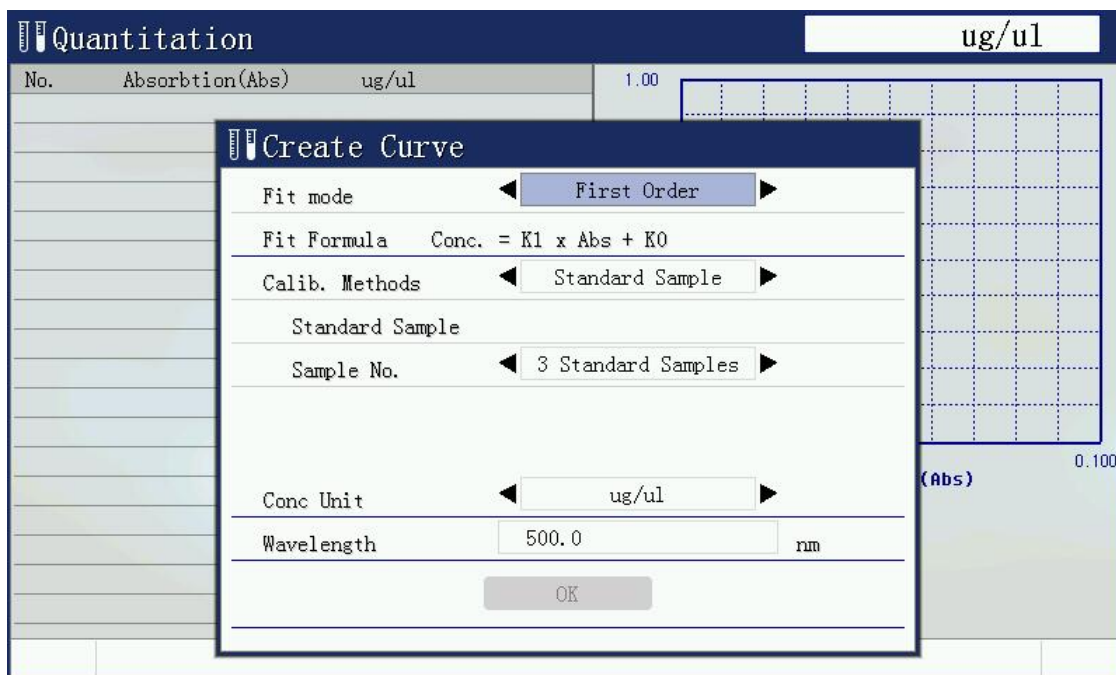 Quantitation
ug/ul
No. Absorbtion(Abs) ug/ul
1.00
Create Curve
Fit mode First Order
Fit Formula Conc. = K1 x Abs + K0
Calib. Methods Standard Sample
Standard Sample
Sample No. 3 Standard Samples
0.100
(Abs)
Conc Unit ug/ul
Wavelength 500.0 nm
OK